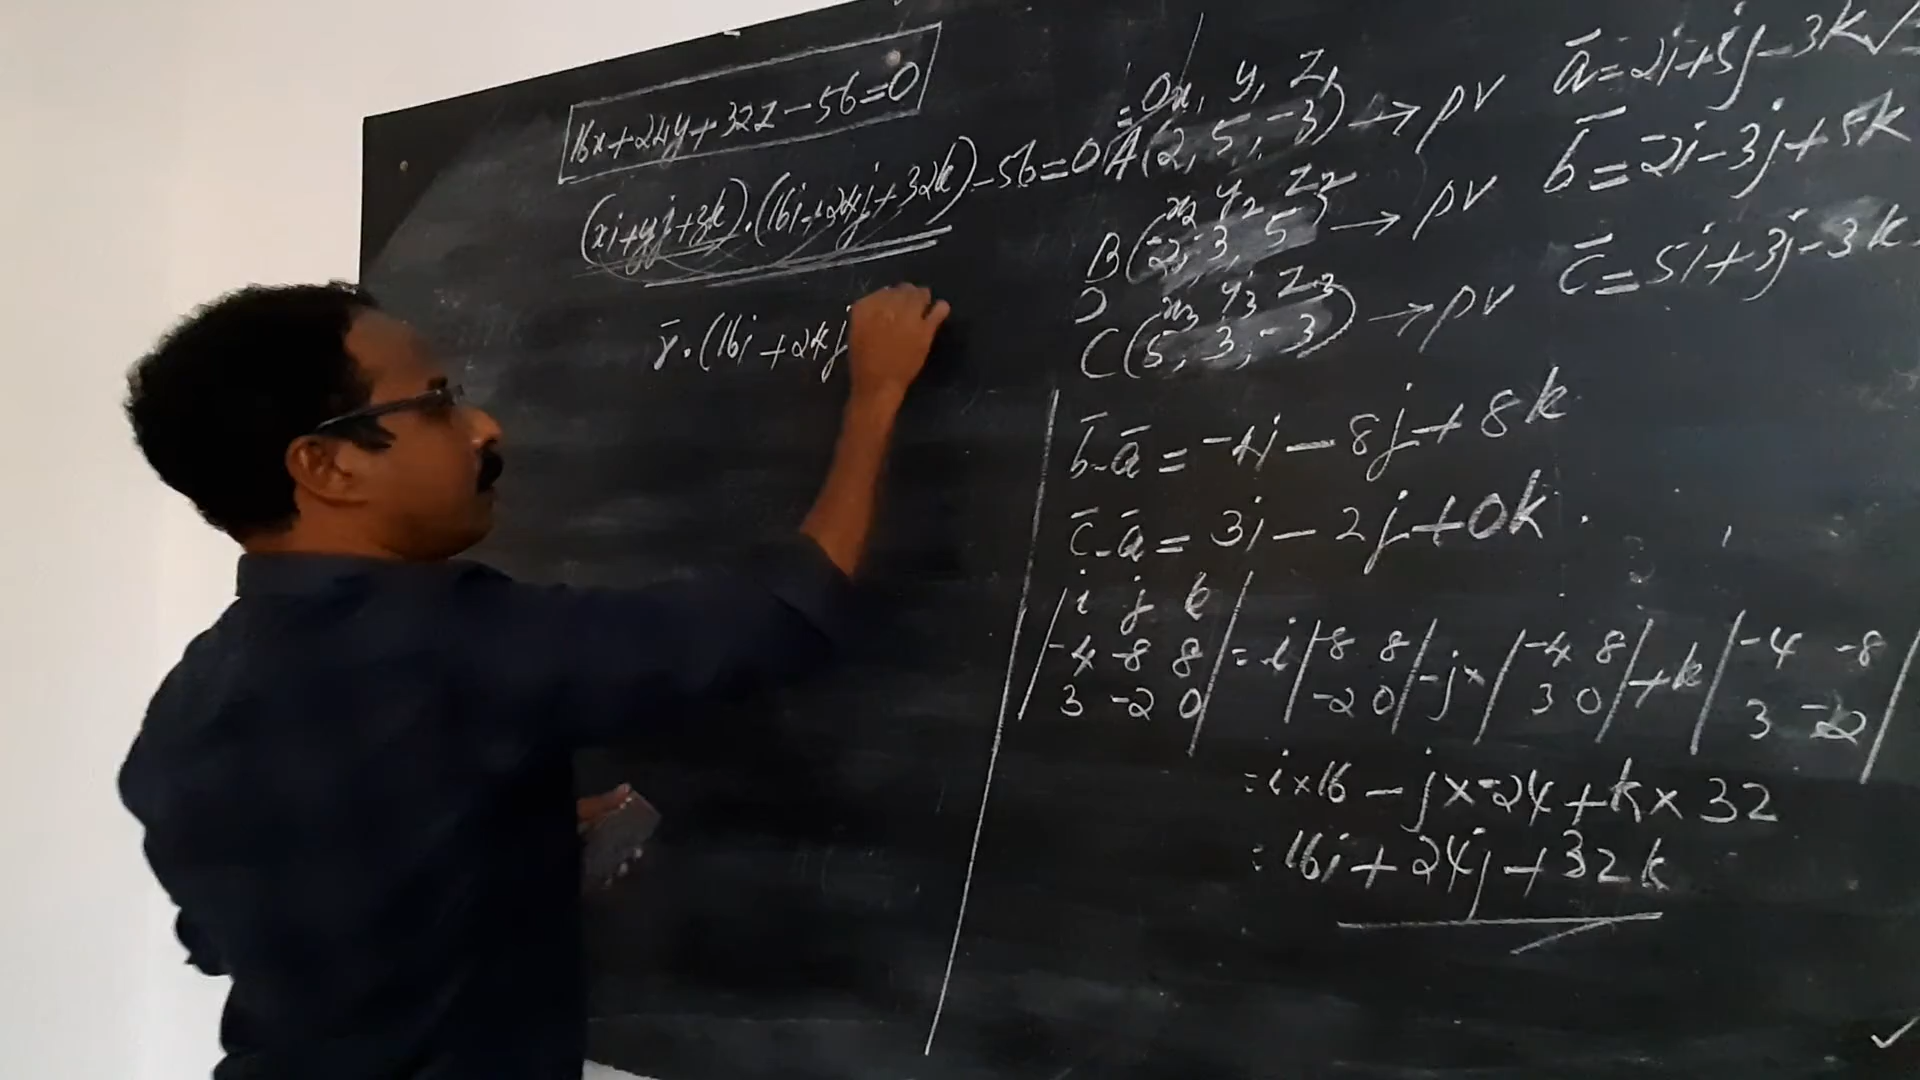 16x+24y+32z-56=0
(xi+yj+zk).(16i+24j+32k)-56=0
r̄.(16i+24j
x₁ y₁ z₁
A(2, 5, -3) → pv
x₂ y₂ z₂
B(-2, -3, 5) → pv
x₃ y₃ z₃
C(5, 3, -3) → pv
ā=2i+5j-3k
b̄=-2i-3j+5k
c̄=5i+3j-3k
b̄-ā=-4i-8j+8k
c̄-ā=3i-2j+0k.
|i j k|
|-4 -8 8| = i|-8 8| -j×|-4 8| +k|-4 -8|
|3 -2 0| |-2 0| |3 0| |3 -2|
=i×16-j×-24+k×32
=16i+24j+32k